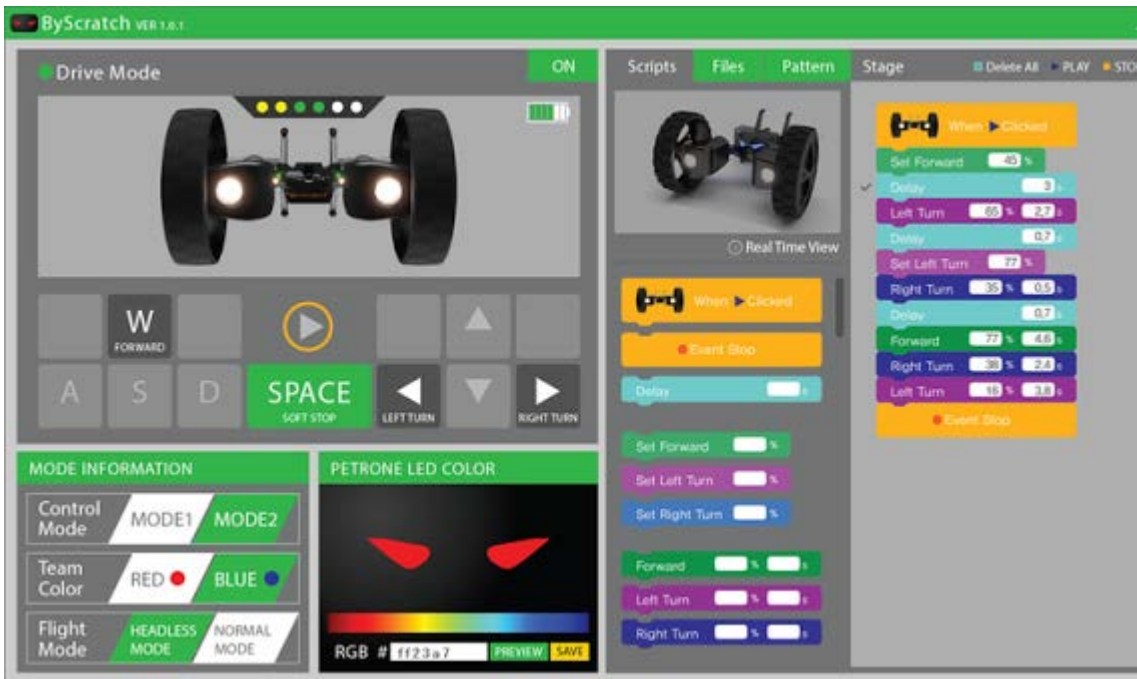 ByScratch VER 1.0.1
Drive Mode
ON
W
FORWARD
A
S
D
SPACE
SOFT STOP
LEFT TURN
RIGHT TURN
MODE INFORMATION
Control Mode
MODE1
MODE2
Team Color
RED
BLUE
Flight Mode
HEADLESS MODE
NORMAL MODE
PETRONE LED COLOR
RGB # ff23a7
PREVIEW
SAVE
Scripts
Files
Pattern
Real Time View
When Clicked
Event Stop
Delay s
Set Forward %
Set Left Turn %
Set Right Turn %
Forward % s
Left Turn % s
Right Turn % s
Stage
Delete All
PLAY
STO
When Clicked
Set Forward 45 %
Delay 3 s
Left Turn 65 % 2,7 s
Delay 0,7 s
Set Left Turn 77 %
Right Turn 35 % 0,5 s
Delay 0,7 s
Forward 77 % 4,6 s
Right Turn 38 % 2,4 s
Left Turn 16 % 3,8 s
Event Stop